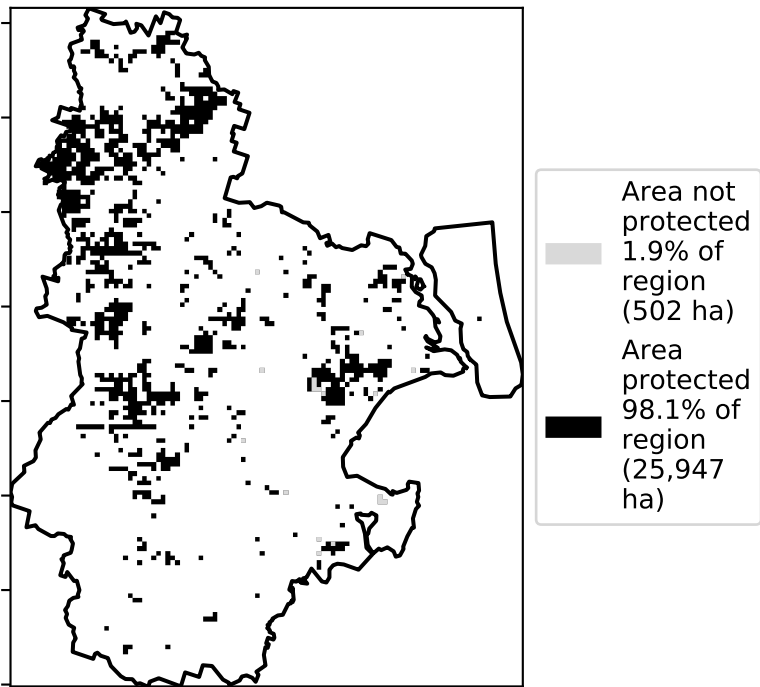 Area not
protected
1.9% of
region
(502 ha)
Area
protected
98.1% of
region
(25,947
ha)